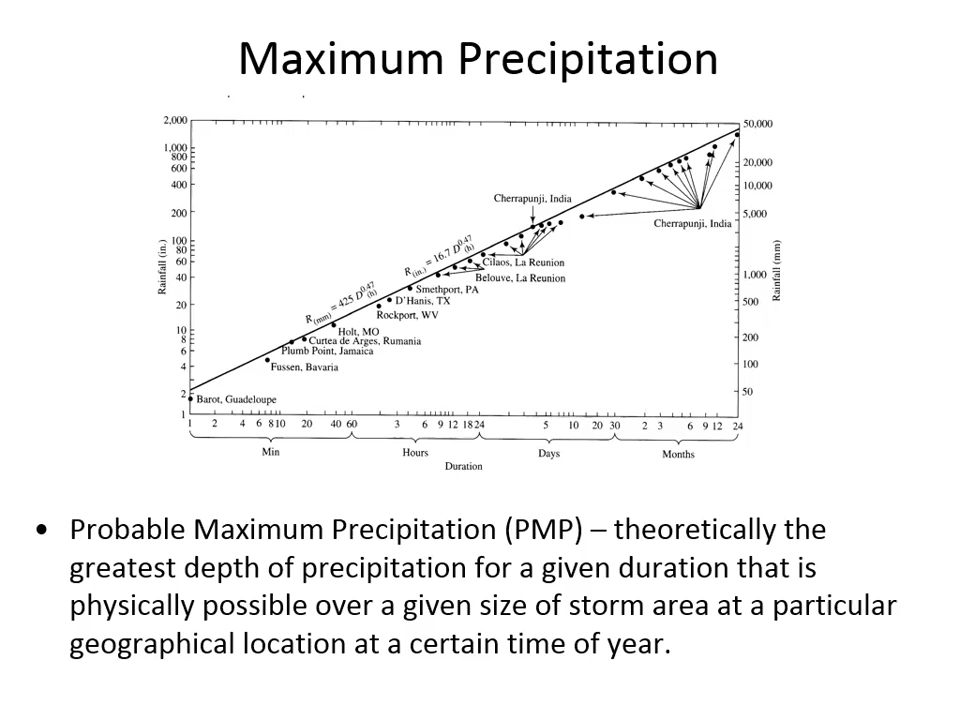 Maximum Precipitation
2,000
1,000
800
600
400
200
100
80
60
40
20
10
8
6
4
2
1
Rainfall (in.)
50,000
20,000
10,000
5,000
1,000
500
200
100
50
Rainfall (mm)
Cherrapunji, India
Cherrapunji, India
R(in.) = 16.7 D0.47(h)
R(mm) = 425 D0.47(h)
Cilaos, La Reunion
Belouve, La Reunion
Smethport, PA
D'Hanis, TX
Rockport, WV
Holt, MO
Curtea de Arges, Rumania
Plumb Point, Jamaica
Fussen, Bavaria
Barot, Guadeloupe
1 2 4 6 8 10 20 40 60 3 6 9 12 18 24 5 10 20 30 2 3 6 9 12 24
Min Hours Days Months
Duration
• Probable Maximum Precipitation (PMP) – theoretically the
greatest depth of precipitation for a given duration that is
physically possible over a given size of storm area at a particular
geographical location at a certain time of year.